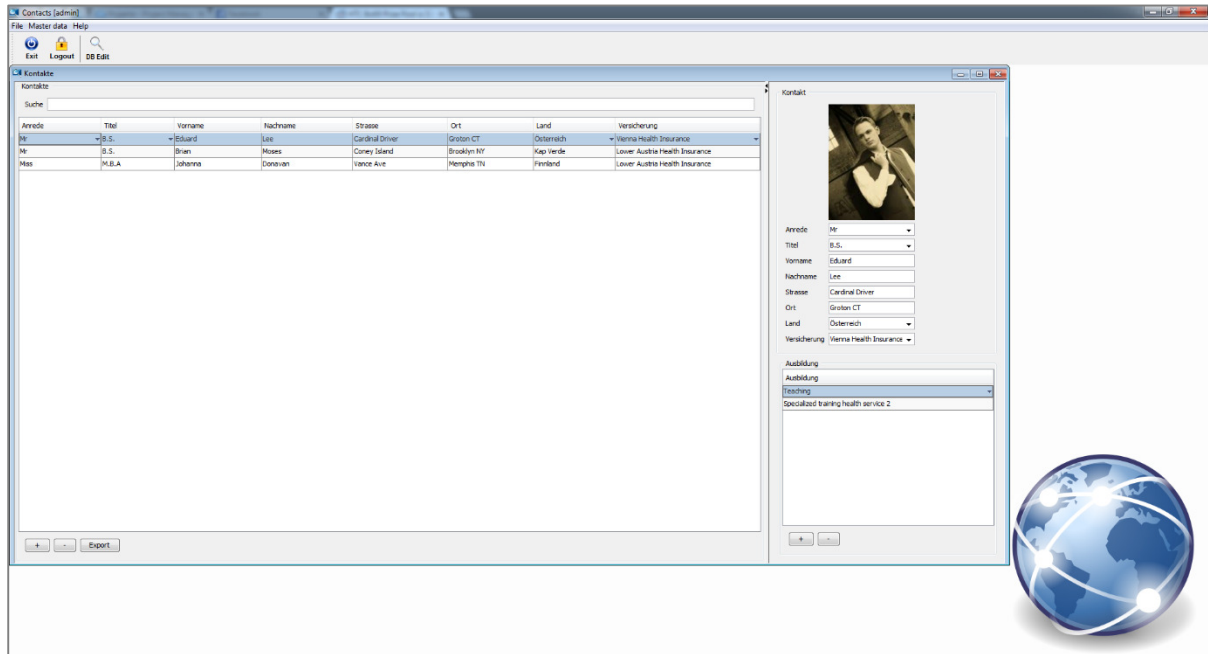 Contacts [admin]
File Master data Help
Exit Logout DB Edit
Kontakte
Kontakte
Suche
Anrede Titel Vorname Nachname Strasse Ort Land Versicherung
Mr B.S. Eduard Lee Cardinal Driver Groton CT Österreich Vienna Health Insurance
Mr B.S. Brian Moses Coney Island Brooklyn NY Kap Verde Lower Austria Health Insurance
Miss M.B.A Johanna Donavan Vance Ave Memphis TN Finnland Lower Austria Health Insurance
+ - Export
Kontakt
Anrede Mr
Titel B.S.
Vorname Eduard
Nachname Lee
Strasse Cardinal Driver
Ort Groton CT
Land Österreich
Versicherung Vienna Health Insurance
Ausbildung
Ausbildung
Teaching
Specialized training health service 2
+ -